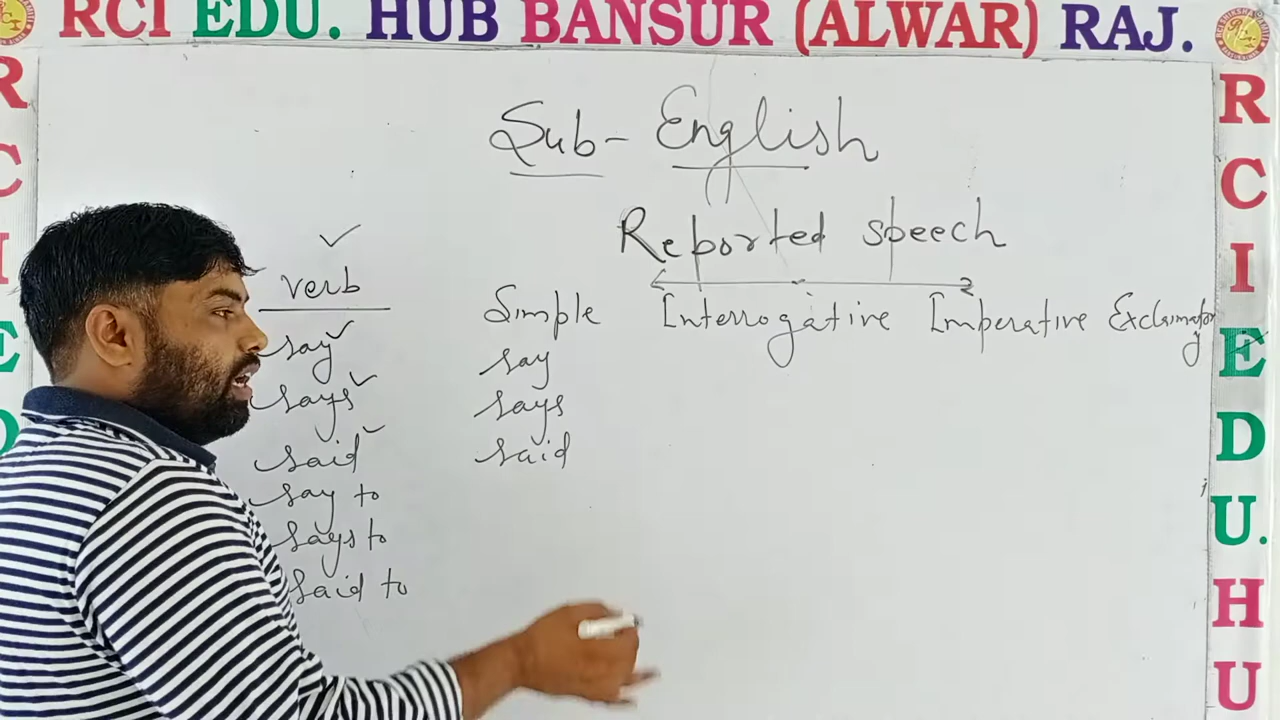 RCI EDU. HUB BANSUR (ALWAR) RAJ.
Sub- English
Reported speech
verb
Simple Interrogative Imperative Exclamatory
say say
says says
said said
say to
says to
said to
R
C
I
E
D
R
C
I
E
D
U.
H
U